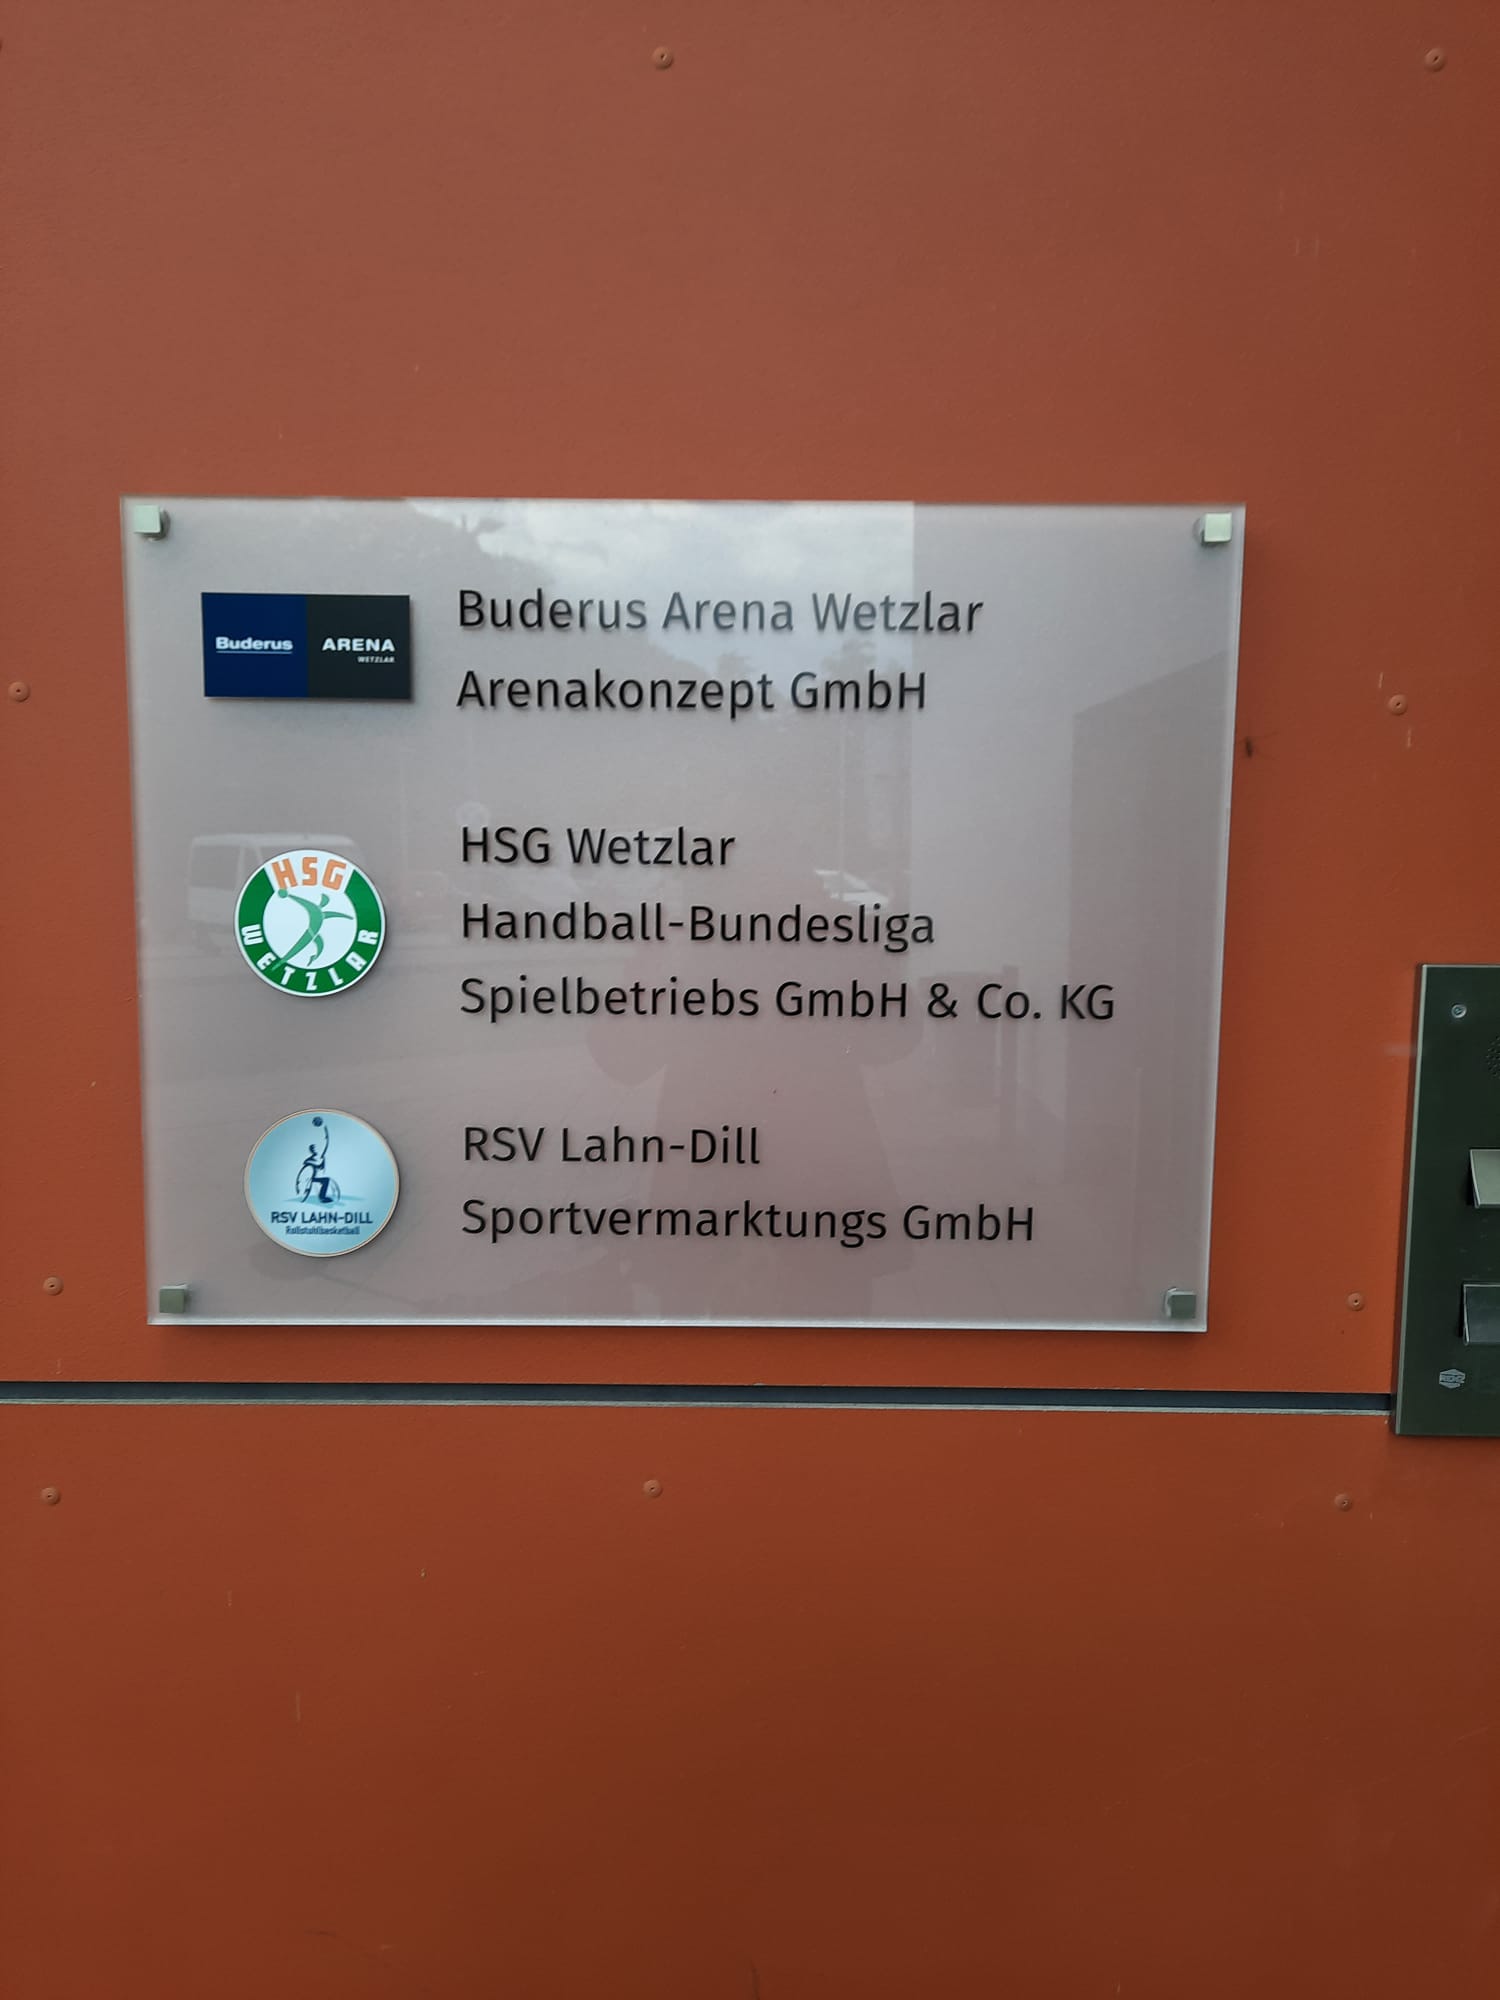 Buderus ARENA
WETZLAR
Buderus Arena Wetzlar
Arenakonzept GmbH
HSG
WETZLAR
HSG Wetzlar
Handball-Bundesliga
Spielbetriebs GmbH & Co. KG
RSV LAHN-DILL
Rollstuhlbasketball
RSV Lahn-Dill
Sportvermarktungs GmbH